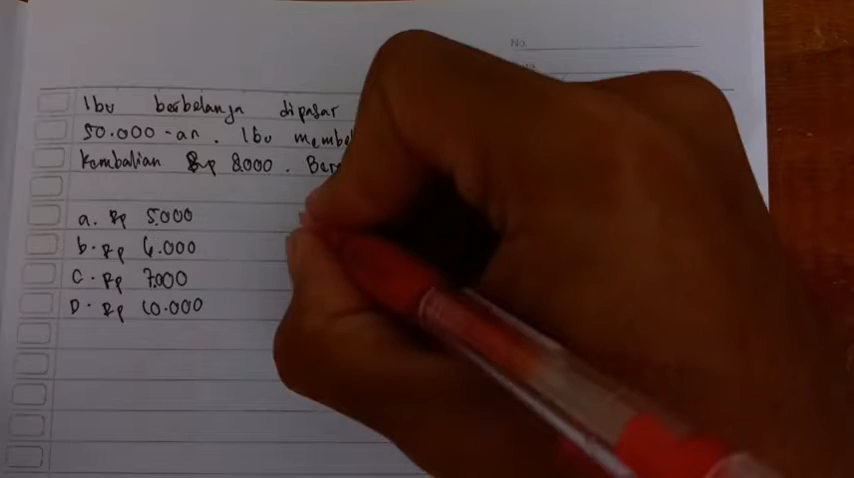 No
Ibu berbelanja dipasar
50.000-an. Ibu membel
kembalian Rp 8000. Ber
a. Rp 5.000
b. Rp 6.000
C. Rp 7.000
D. Rp 10.000